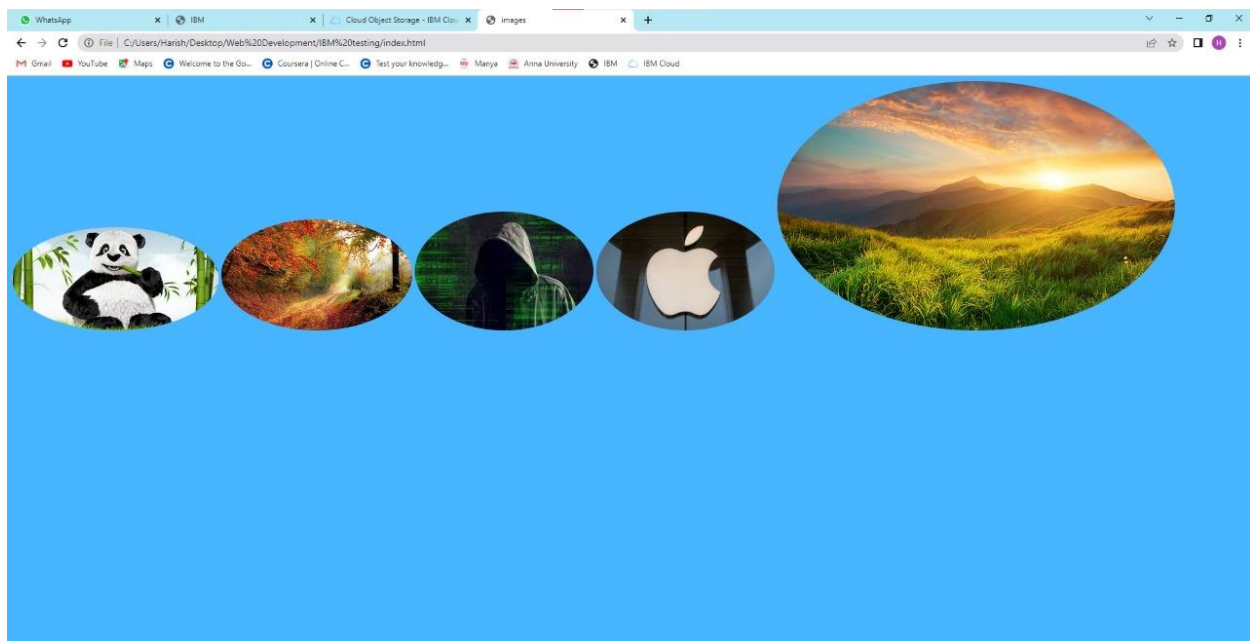 WhatsApp IBM Cloud Object Storage - IBM Clou images
File C:/Users/Harish/Desktop/Web%20Development/IBM%20testing/index.html H
Gmail YouTube Maps Welcome to the Go... Coursera | Online C... Test your knowledg... Manya Anna University IBM IBM Cloud